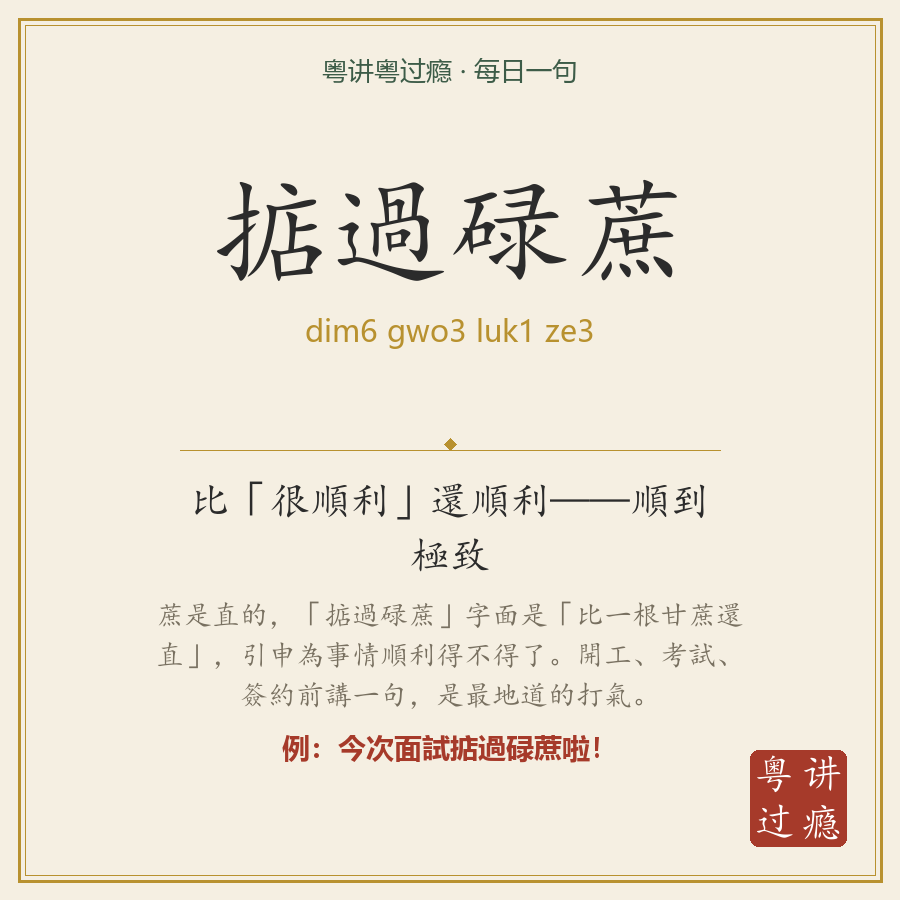 粤讲粤过瘾 · 每日一句
掂過碌蔗
dim6 gwo3 luk1 ze3
比「很順利」還順利——順到
極致
蔗是直的，「掂過碌蔗」字面是「比一根甘蔗還
直」，引申為事情順利得不得了。開工、考試、
簽約前講一句，是最地道的打氣。
例：今次面試掂過碌蔗啦！
粤讲
过瘾